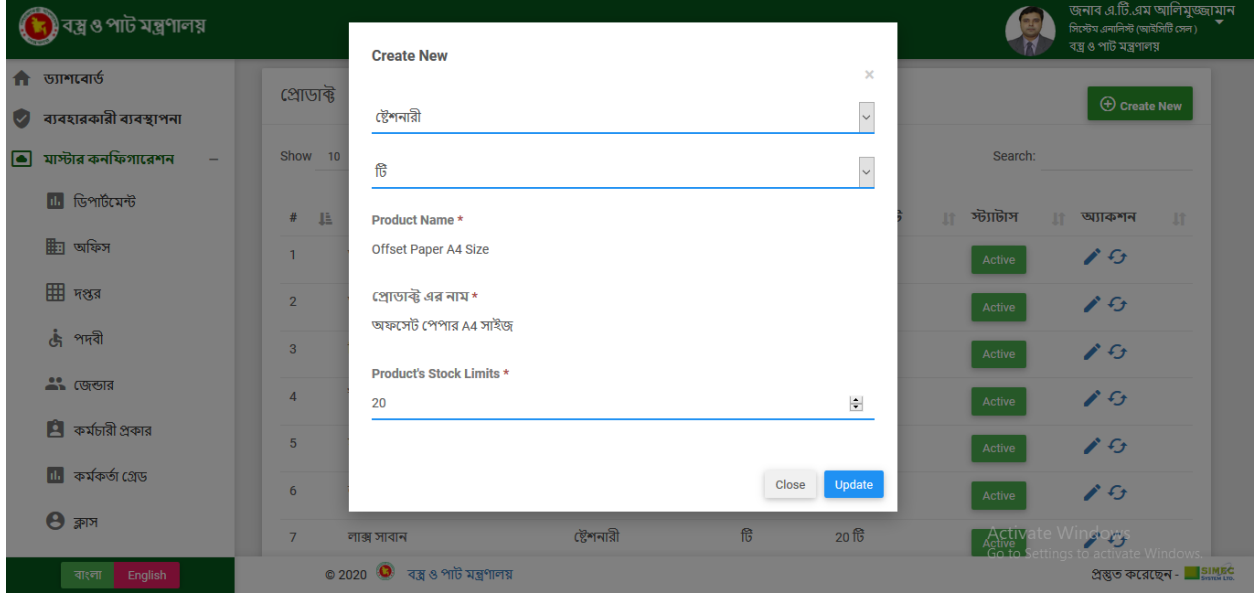 বস্ত্র ও পাট মন্ত্রণালয়
জনাব এ.টি.এম আলিমুজ্জামান
সিস্টেম এনালিস্ট (আইসিটি সেল)
বস্ত্র ও পাট মন্ত্রণালয়
ড্যাশবোর্ড
ব্যবহারকারী ব্যবস্থাপনা
মাস্টার কনফিগারেশন
ডিপার্টমেন্ট
অফিস
দপ্তর
পদবী
জেন্ডার
কর্মচারী প্রকার
কর্মকর্তা গ্রেড
ক্লাস
বাংলা English
প্রোডাক্ট
Create New
Show 10
Search:
# স্ট্যাটাস অ্যাকশন
1 Active
2 Active
3 Active
4 Active
5 Active
6 Active
7 লাক্স সাবান ষ্টেশনারী টি 20 টি Active
Create New
×
ষ্টেশনারী
টি
Product Name *
Offset Paper A4 Size
প্রোডাক্ট এর নাম *
অফসেট পেপার A4 সাইজ
Product's Stock Limits *
20
Close Update
Activate Windows
Go to Settings to activate Windows.
© 2020 বস্ত্র ও পাট মন্ত্রণালয়
প্রস্তুত করেছেন - SIMEC
System Ltd.